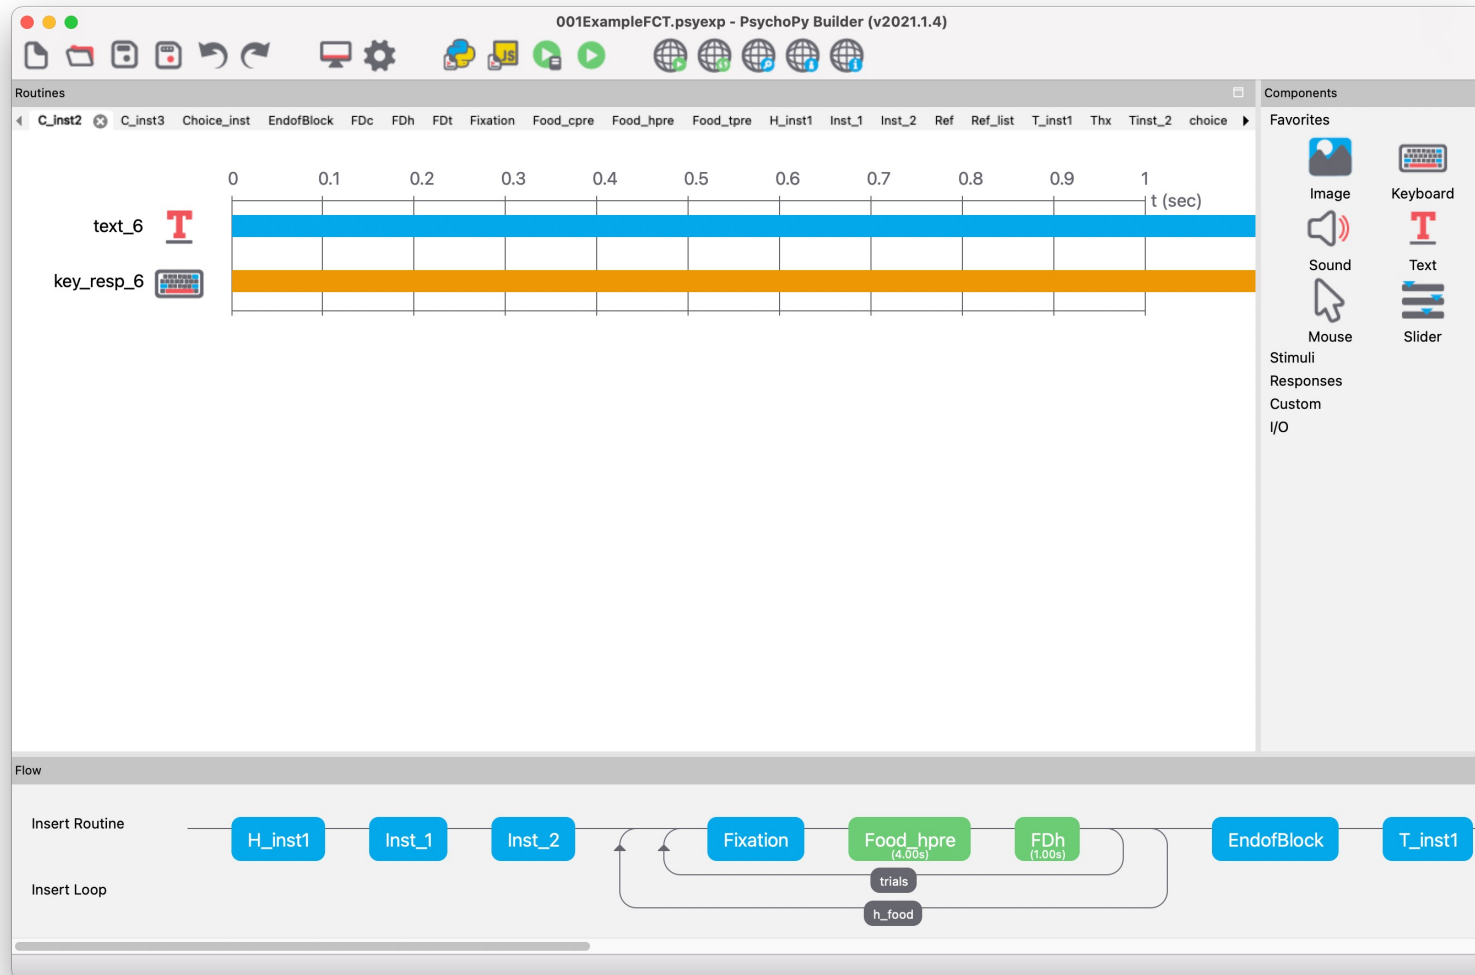 001ExampleFCT.psyexp - PsychoPy Builder (v2021.1.4)
JS
Routines
C_inst2 C_inst3 Choice_inst EndofBlock FDc FDh FDt Fixation Food_cpre Food_hpre Food_tpre H_inst1 Inst_1 Inst_2 Ref Ref_list T_inst1 Thx Tinst_2 choice
0 0.1 0.2 0.3 0.4 0.5 0.6 0.7 0.8 0.9 1
t (sec)
text_6
key_resp_6
Components
Favorites
Image Keyboard
Sound Text
Mouse Slider
Stimuli
Responses
Custom
I/O
Flow
Insert Routine
Insert Loop
H_inst1 Inst_1 Inst_2 Fixation Food_hpre FDh EndofBlock T_inst1
(4.00s) (1.00s)
trials
h_food